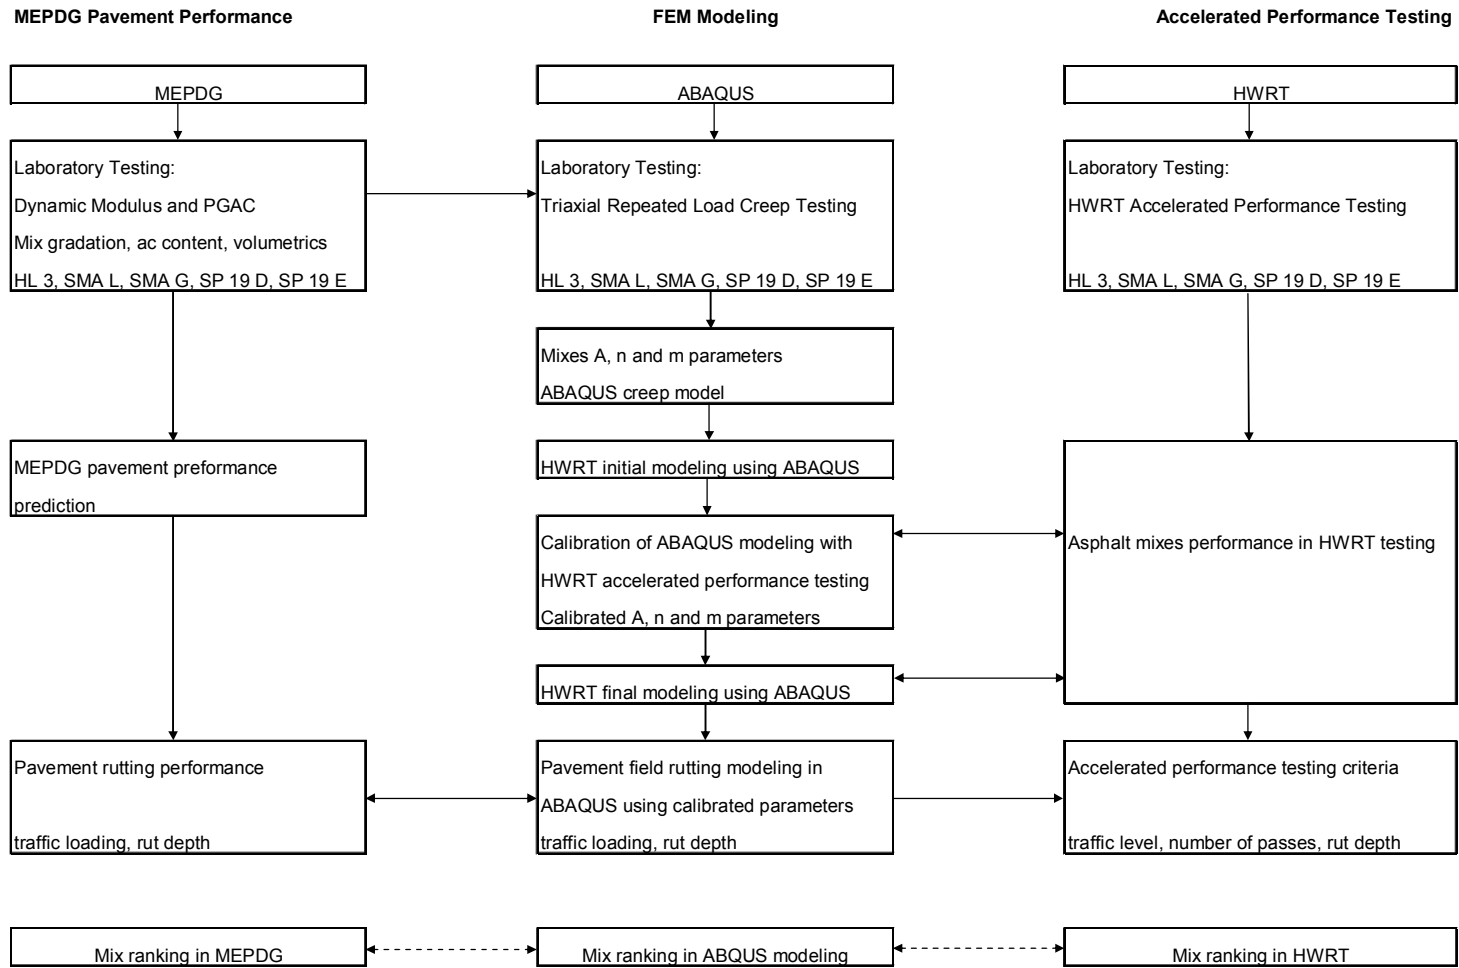 MEPDG Pavement Performance
FEM Modeling
Accelerated Performance Testing
MEPDG
ABAQUS
HWRT
Laboratory Testing:
Dynamic Modulus and PGAC
Mix gradation, ac content, volumetrics
HL 3, SMA L, SMA G, SP 19 D, SP 19 E
Laboratory Testing:
Triaxial Repeated Load Creep Testing
HL 3, SMA L, SMA G, SP 19 D, SP 19 E
Laboratory Testing:
HWRT Accelerated Performance Testing
HL 3, SMA L, SMA G, SP 19 D, SP 19 E
Mixes A, n and m parameters
ABAQUS creep model
MEPDG pavement preformance
prediction
HWRT initial modeling using ABAQUS
Calibration of ABAQUS modeling with
HWRT accelerated performance testing
Calibrated A, n and m parameters
Asphalt mixes performance in HWRT testing
HWRT final modeling using ABAQUS
Pavement rutting performance
traffic loading, rut depth
Pavement field rutting modeling in
ABAQUS using calibrated parameters
traffic loading, rut depth
Accelerated performance testing criteria
traffic level, number of passes, rut depth
Mix ranking in MEPDG
Mix ranking in ABQUS modeling
Mix ranking in HWRT